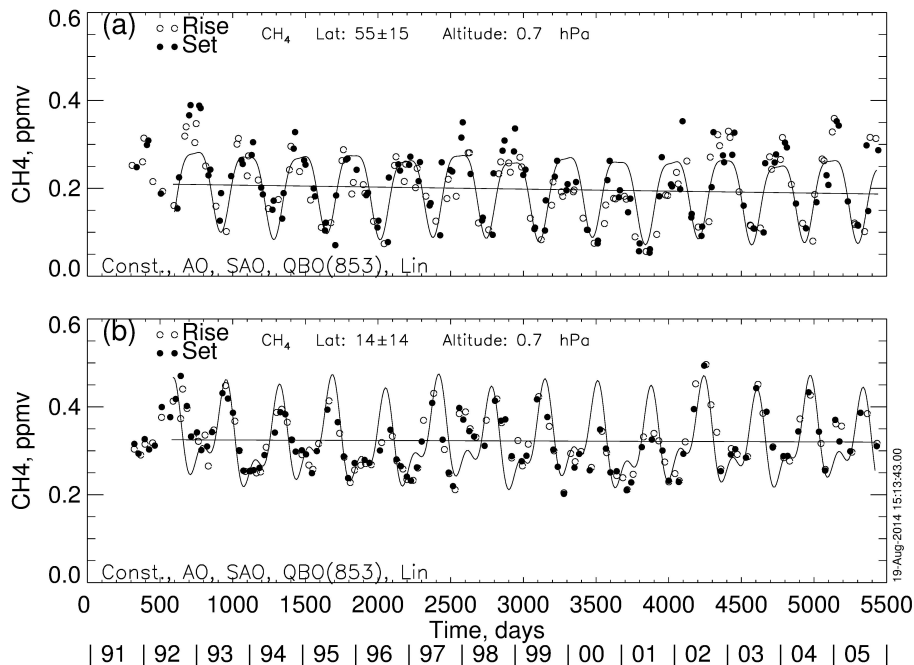 0.6
(a)
Rise
Set
CH4 Lat: 55±15 Altitude: 0.7 hPa
0.4
CH4, ppmv
0.2
0.0
Const., AO, SAO, QBO(853), Lin
0.6
(b)
Rise
Set
CH4 Lat: 14±14 Altitude: 0.7 hPa
0.4
CH4, ppmv
0.2
0.0
Const., AO, SAO, QBO(853), Lin
19-Aug-2014 15:13:43.00
0 500 1000 1500 2000 2500 3000 3500 4000 4500 5000 5500
Time, days
| 91 | 92 | 93 | 94 | 95 | 96 | 97 | 98 | 99 | 00 | 01 | 02 | 03 | 04 | 05 |